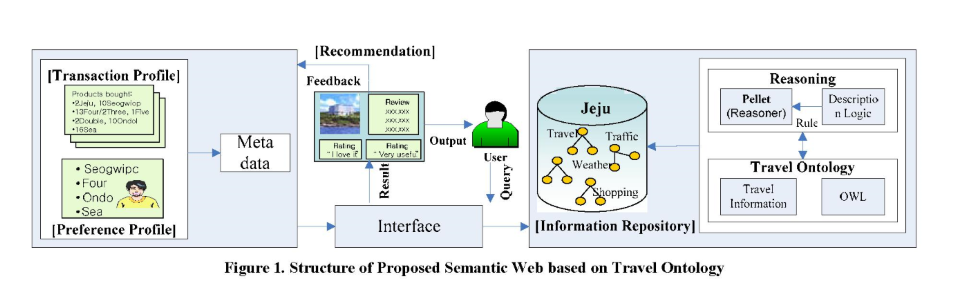 [Recommendation]
[Transaction Profile]
Products bought:
•2Jeju, 10Seogwiop
•13Four/2Three, 1Five
•2Double, 10Ondol
•16Sea
• Seogwipc
• Four
• Ondo
• Sea
[Preference Profile]
Meta
data
Feedback
Review
xxx.xxx
xxx.xxx
xxx.xxx
Rating
“ I love it”
Rating
“ Very useful”
Output
User
Result
Query
Interface
Jeju
Travel
Traffic
Weather
Shopping
[Information Repository]
Reasoning
Pellet
(Reasoner)
Descriptio
n Logic
Rule
Travel Ontology
Travel
Information
OWL
Figure 1. Structure of Proposed Semantic Web based on Travel Ontology